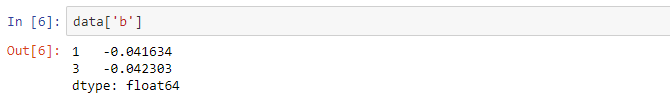 In [6]: data['b']
Out[6]: 1   -0.041634
3   -0.042303
dtype: float64